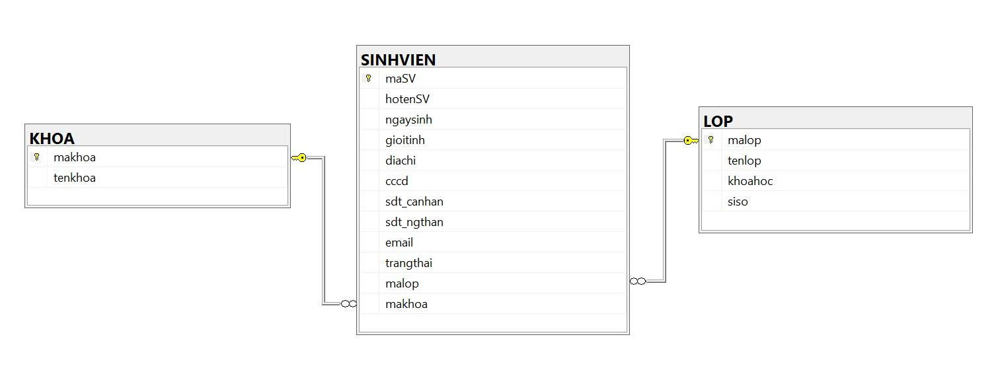 KHOA
makhoa
tenkhoa
SINHVIEN
maSV
hotenSV
ngaysinh
gioitinh
diachi
cccd
sdt_canhan
sdt_ngthan
email
trangthai
malop
makhoa
LOP
malop
tenlop
khoahoc
siso